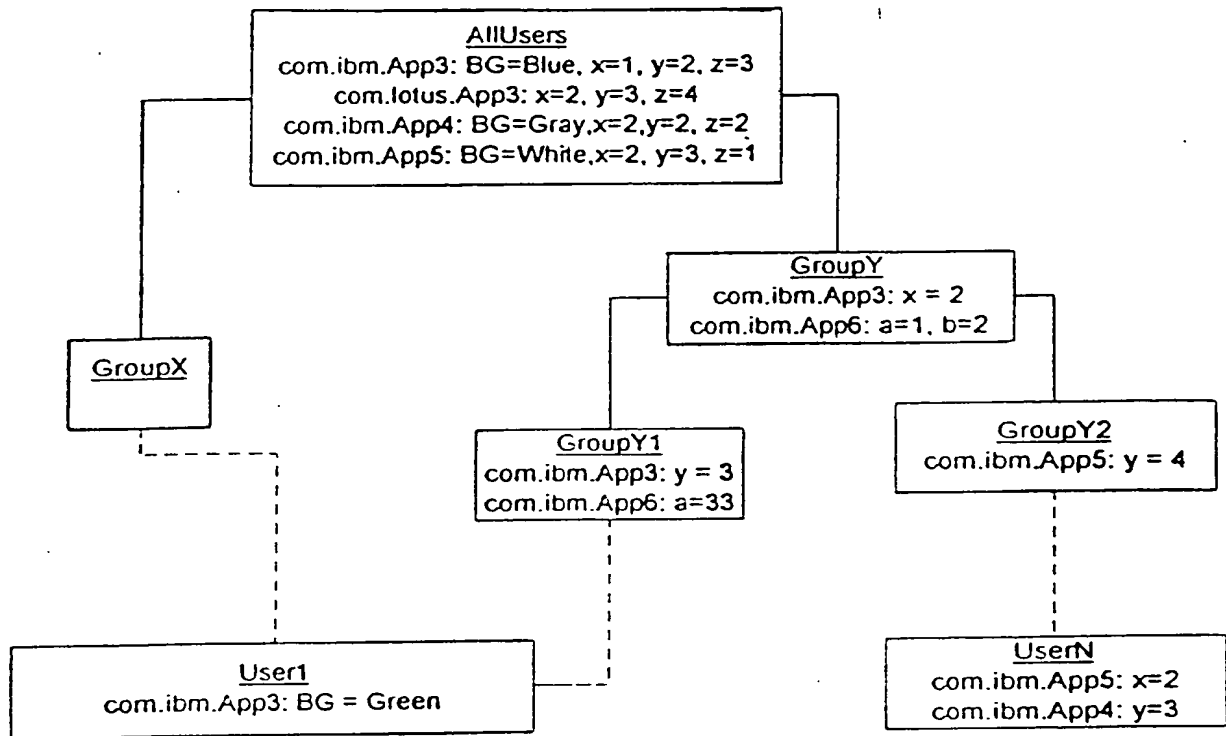 AllUsers
com.ibm.App3: BG=Blue, x=1, y=2, z=3
com.lotus.App3: x=2, y=3, z=4
com.ibm.App4: BG=Gray,x=2,y=2, z=2
com.ibm.App5: BG=White,x=2, y=3, z=1
GroupY
com.ibm.App3: x = 2
com.ibm.App6: a=1, b=2
GroupX
GroupY1
com.ibm.App3: y = 3
com.ibm.App6: a=33
GroupY2
com.ibm.App5: y = 4
User1
com.ibm.App3: BG = Green
UserN
com.ibm.App5: x=2
com.ibm.App4: y=3